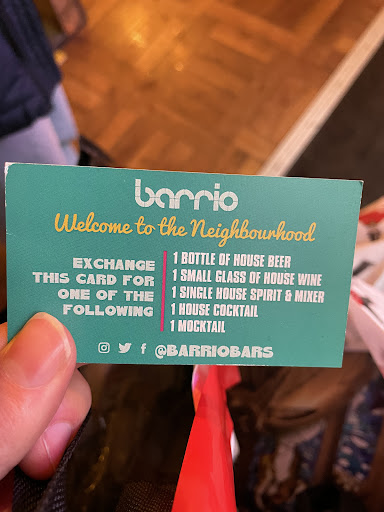 barrio
Welcome to the Neighbourhood
EXCHANGE
THIS CARD FOR
ONE OF THE
FOLLOWING
1 BOTTLE OF HOUSE BEER
1 SMALL GLASS OF HOUSE WINE
1 SINGLE HOUSE SPIRIT & MIXER
1 HOUSE COCKTAIL
1 MOCKTAIL
@BARRIOBARS